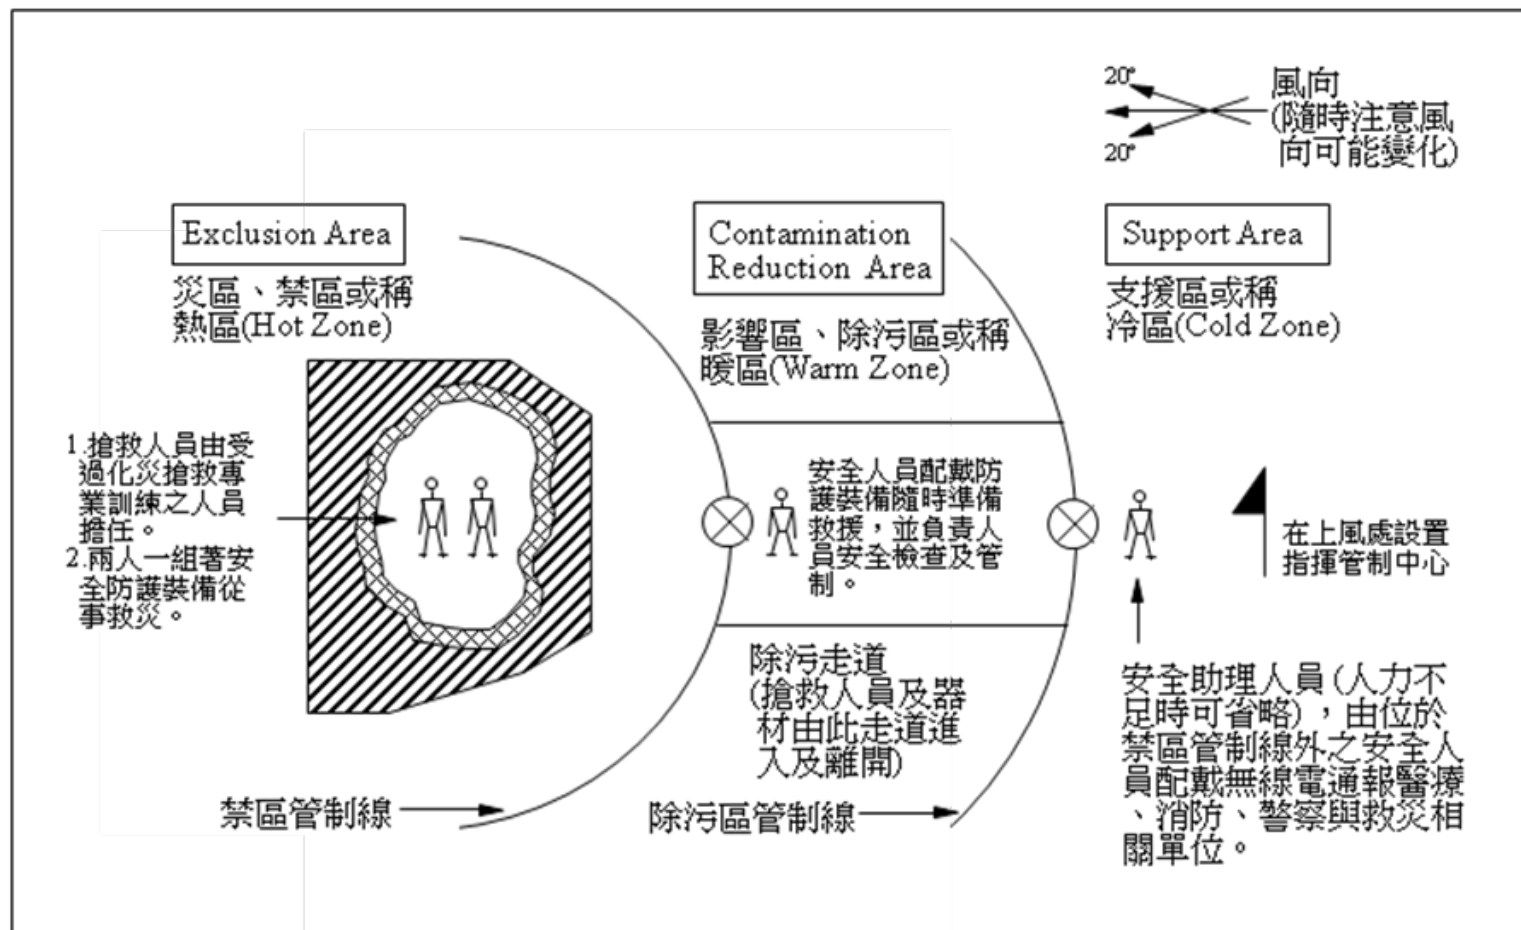 20°
20°
風向
(隨時注意風
向可能變化)
Exclusion Area
災區、禁區或稱
熱區(Hot Zone)
Contamination
Reduction Area
影響區、除污區或稱
暖區(Warm Zone)
Support Area
支援區或稱
冷區(Cold Zone)
1.搶救人員由受
過化災搶救專
業訓練之人員
擔任。
2.兩人一組著安
全防護裝備從
事救災。
安全人員配戴防
護裝備隨時準備
救援，並負責人
員安全檢查及管
制。
在上風處設置
指揮管制中心
除污走道
(搶救人員及器
材由此走道進
入及離開)
安全助理人員(人力不
足時可省略)，由位於
禁區管制線外之安全人
員配戴無線電通報醫療
、消防、警察與救災相
關單位。
禁區管制線
除污區管制線